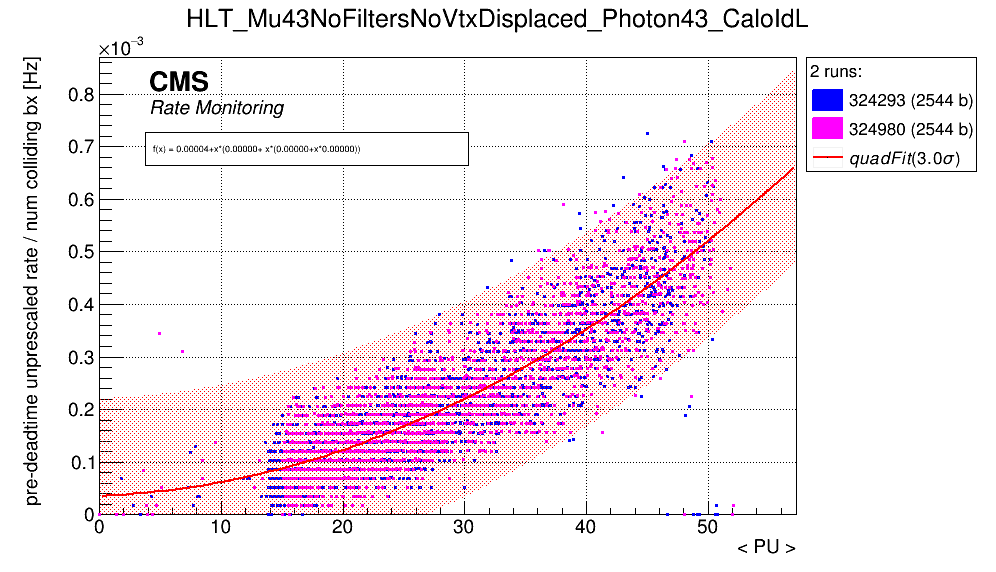 HLT_Mu43NoFiltersNoVtxDisplaced_Photon43_CaloIdL
×10⁻³
pre-deadtime unprescaled rate / num colliding bx [Hz]
CMS
Rate Monitoring
f(x) = 0.00004+x*(0.00000+ x*(0.00000+x*0.00000))
2 runs:
324293 (2544 b)
324980 (2544 b)
quadFit(3.0σ)
0.8
0.7
0.6
0.5
0.4
0.3
0.2
0.1
0
0 10 20 30 40 50
< PU >